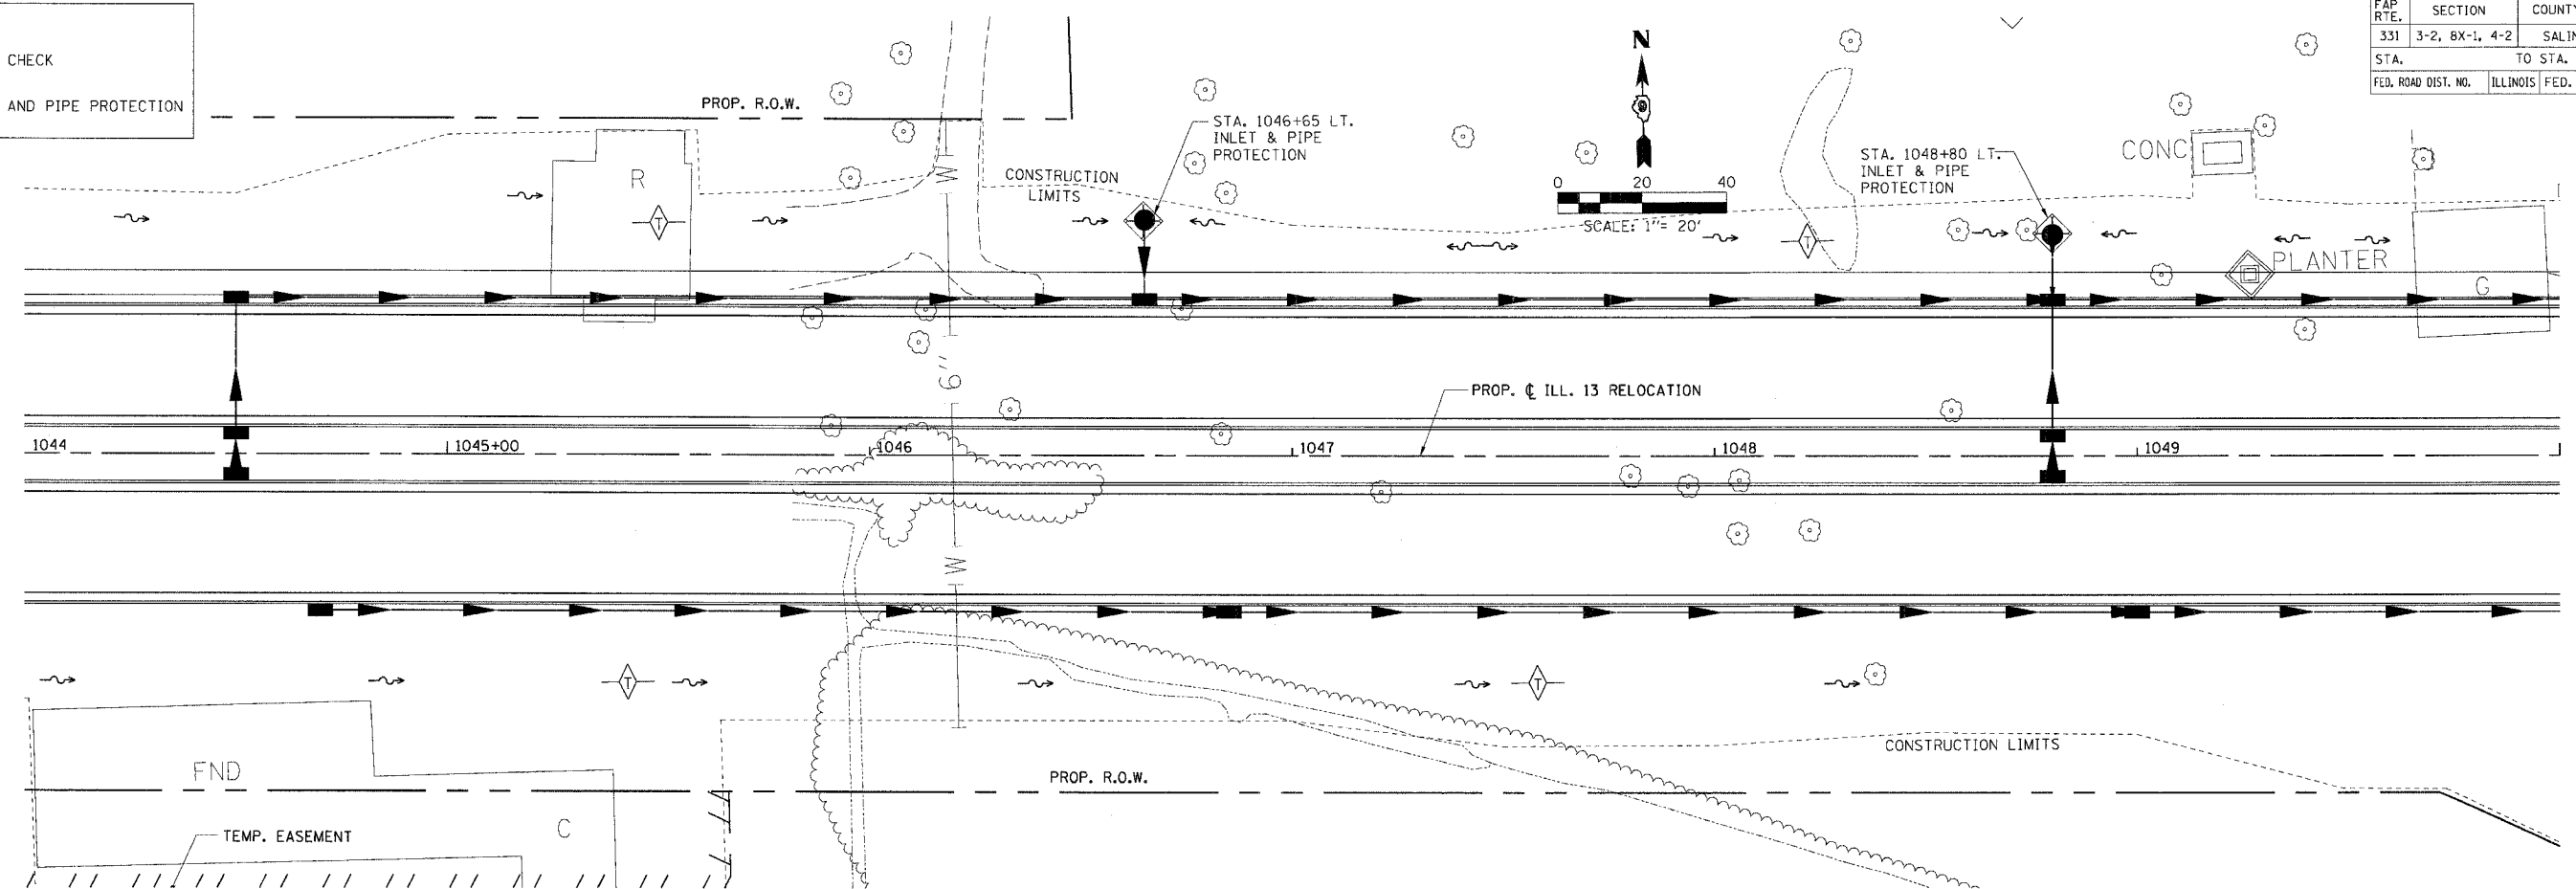 CHECK
AND PIPE PROTECTION
FAP
RTE.
SECTION
331
3-2, 8X-1, 4-2
STA.
TO STA.
FED. ROAD DIST. NO.
ILLINOIS
FED.
PROP. R.O.W.
N
STA. 1046+65 LT.
INLET & PIPE
PROTECTION
CONSTRUCTION
LIMITS
0 20 40
SCALE: 1"= 20'
STA. 1048+80 LT.
INLET & PIPE
PROTECTION
CONC
R
T
T
W
PLANTER
G
6"
PROP. ℄ ILL. 13 RELOCATION
1044
1045+00
1046
1047
1048
1049
W
T
T
CONSTRUCTION LIMITS
FND
PROP. R.O.W.
C
TEMP. EASEMENT